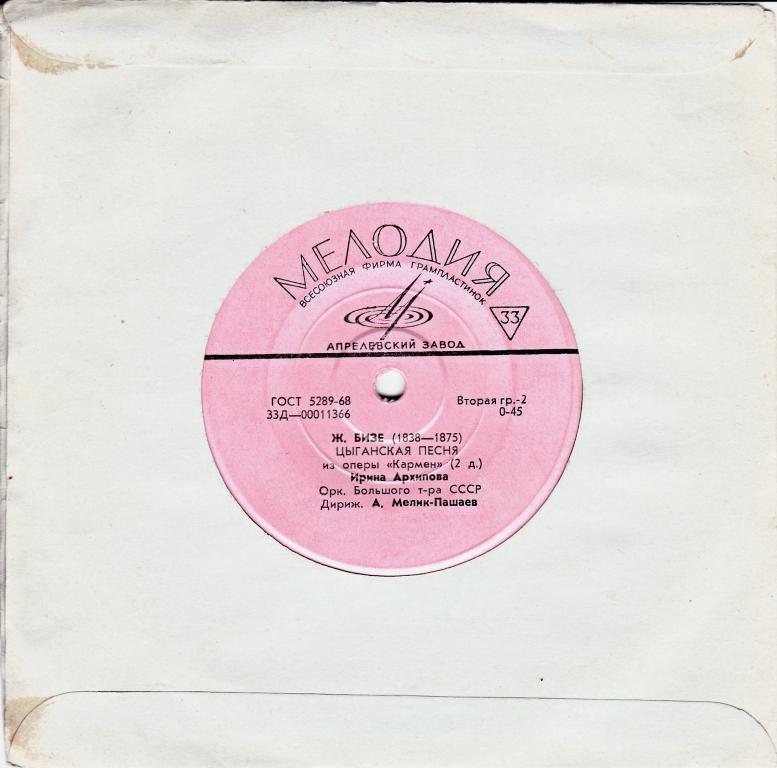 МЕЛОДИЯ
ВСЕСОЮЗНАЯ ФИРМА ГРАМПЛАСТИНОК
33
АПРЕЛЕВСКИЙ ЗАВОД
ГОСТ 5289-68 Вторая гр.-2
33Д—00011366 0-45
Ж. БИЗЕ (1838—1875)
ЦЫГАНСКАЯ ПЕСНЯ
из оперы «Кармен» (2 д.)
Ирина Архипова
Орк. Большого т-ра СССР
Дириж. А. Мелик-Пашаев